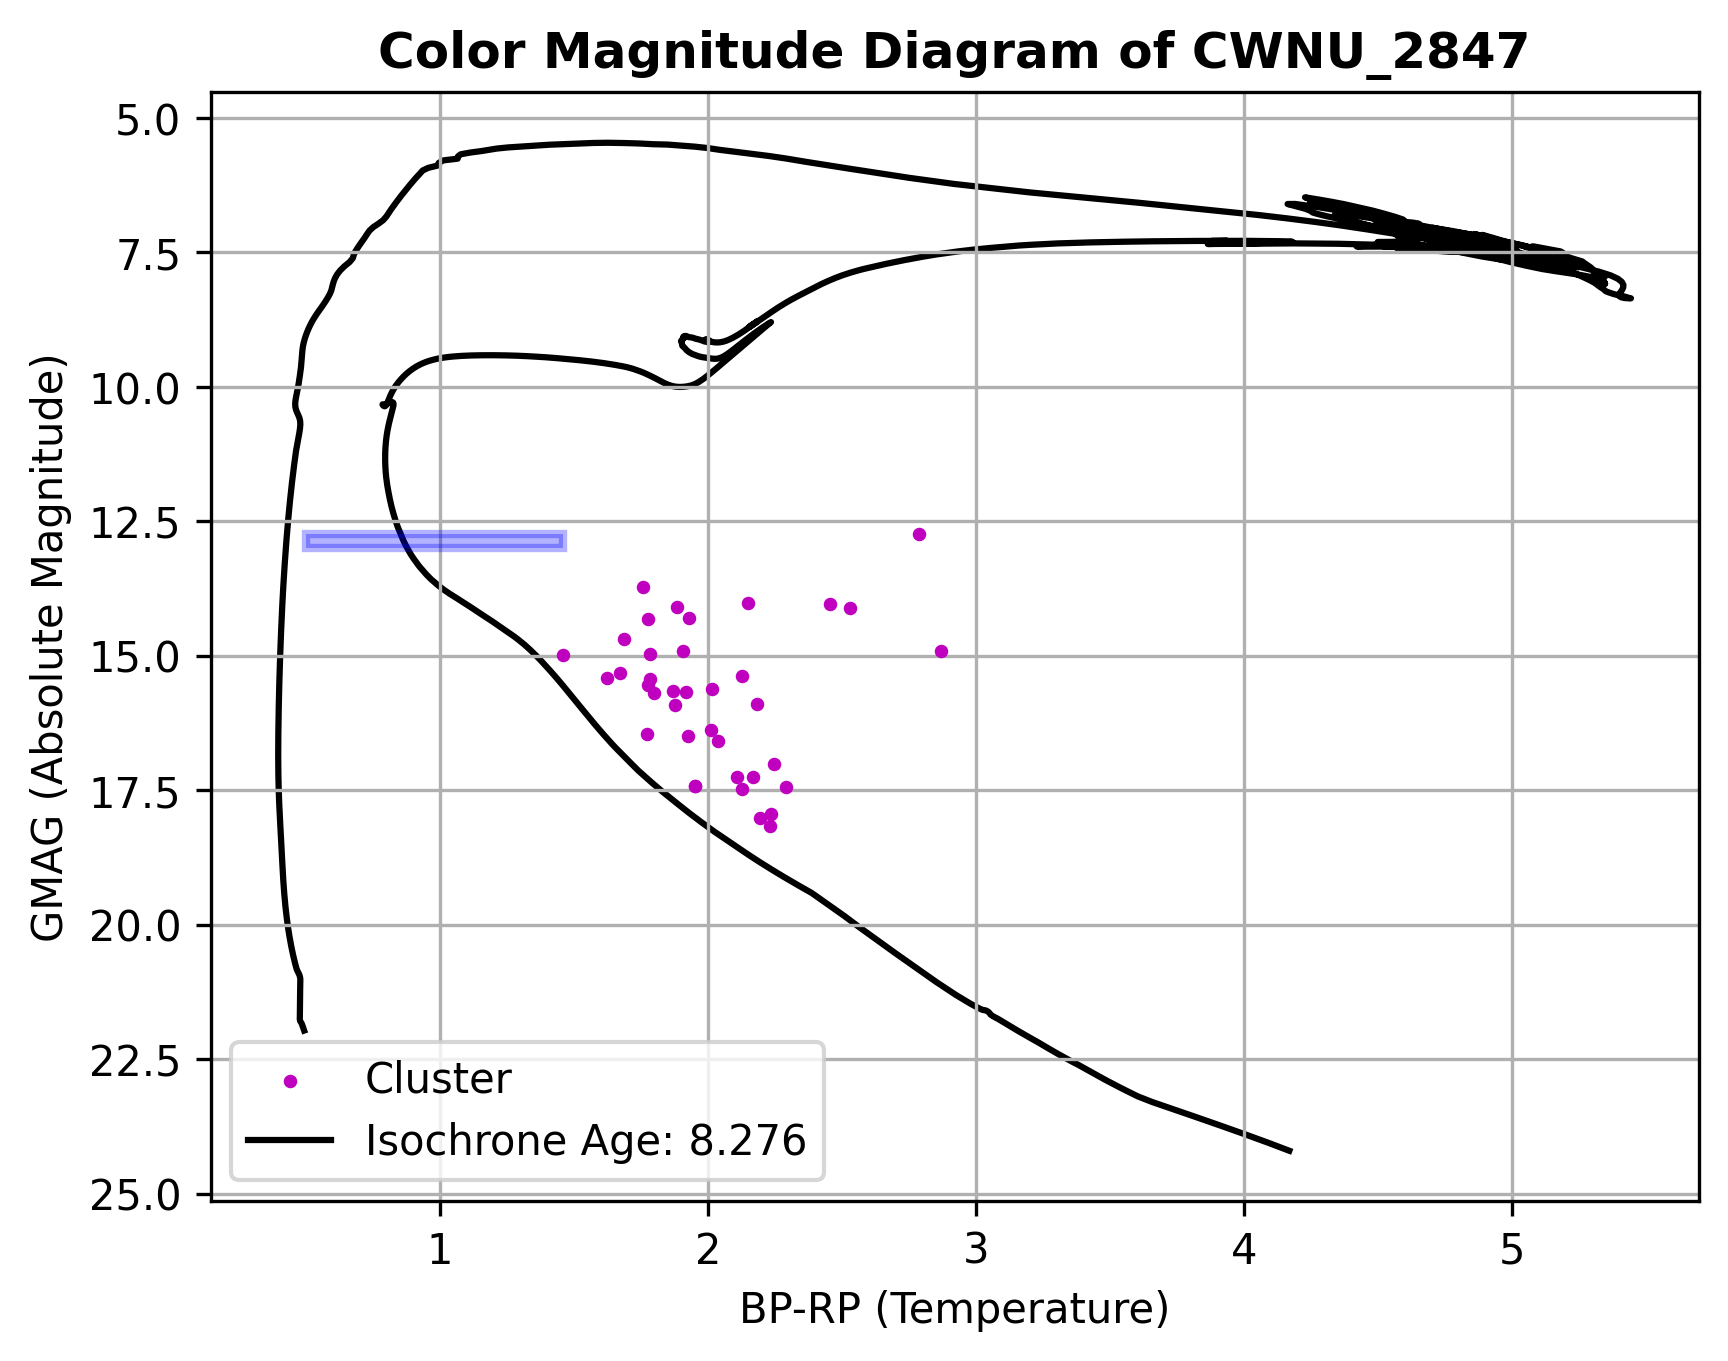 Color Magnitude Diagram of CWNU_2847
GMAG (Absolute Magnitude)
5.0
7.5
10.0
12.5
15.0
17.5
20.0
22.5
25.0
Cluster
Isochrone Age: 8.276
1 2 3 4 5
BP-RP (Temperature)